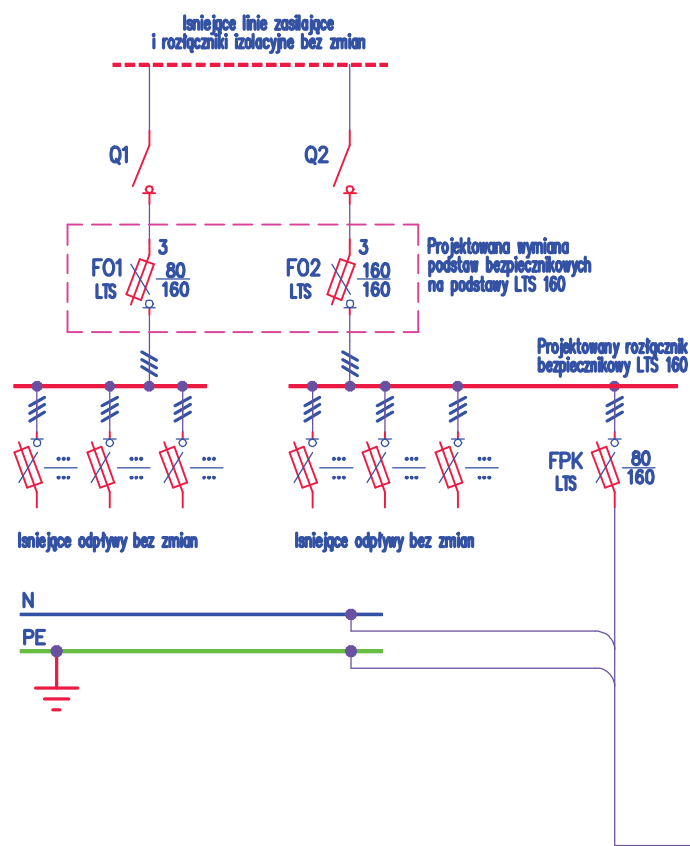 Isniejące linie zasilające
i rozłączniki izolacyjne bez zmian
Q1
Q2
3
FO1
80
LTS
160
3
FO2
160
LTS
160
Projektowana wymiana
podstaw bezpiecznikowych
na podstawy LTS 160
Projektowany rozłącznik
bezpiecznikowy LTS 160
FPK
80
LTS
160
Isniejące odpływy bez zmian
Isniejące odpływy bez zmian
N
PE